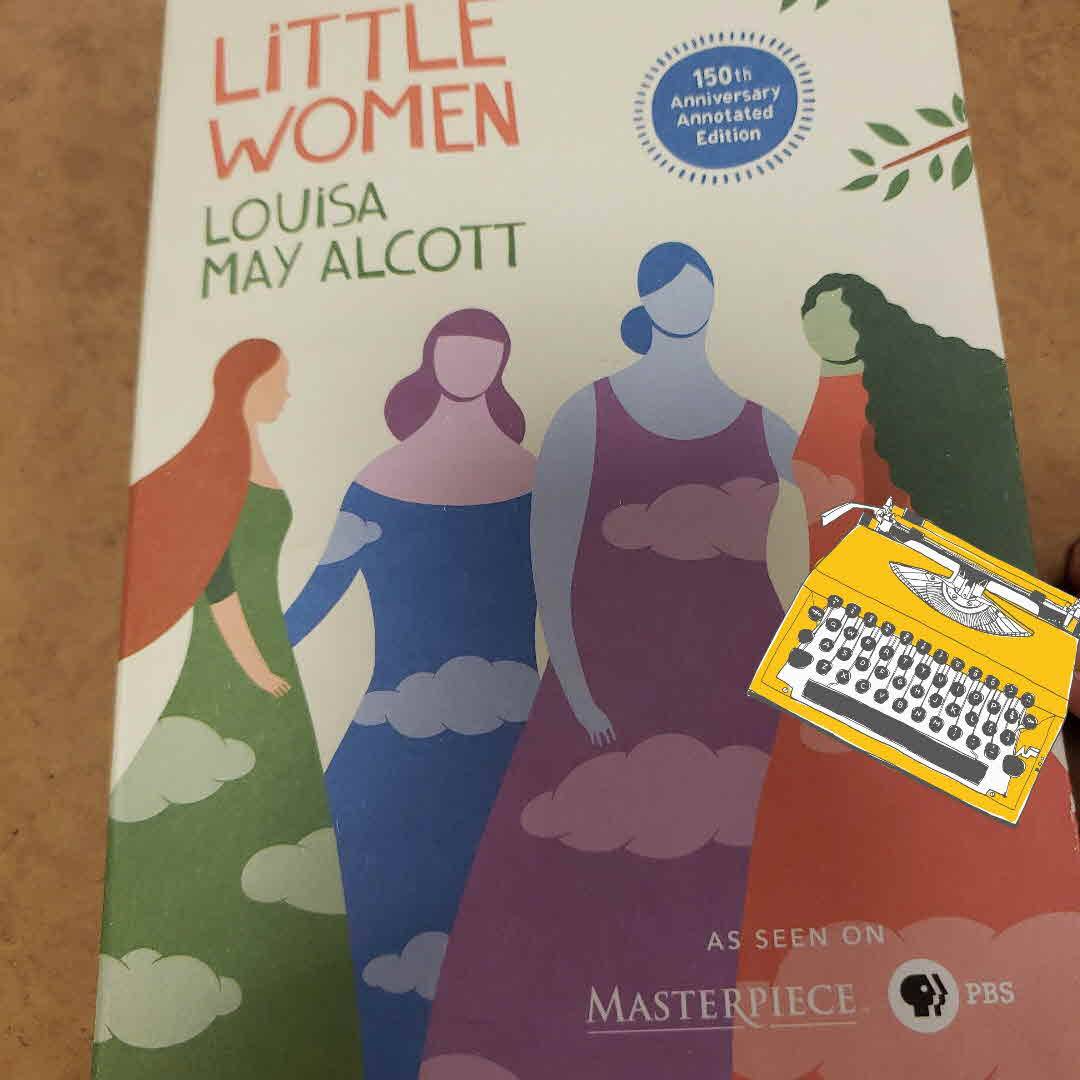 LiTTLE
WOMEN
LOUiSA
MAY ALCOTT
150th
Anniversary
Annotated
Edition
AS SEEN ON
MASTERPIECE
PBS